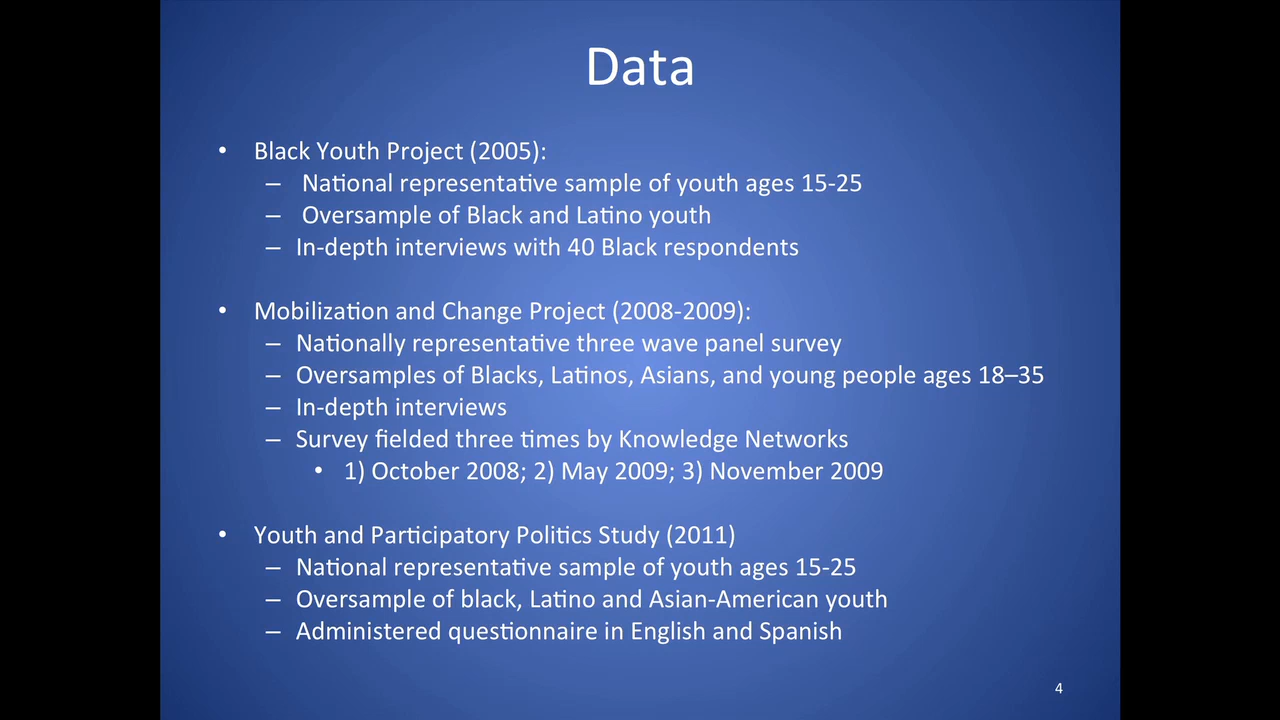 Data
• Black Youth Project (2005):
– National representative sample of youth ages 15-25
– Oversample of Black and Latino youth
– In-depth interviews with 40 Black respondents
• Mobilization and Change Project (2008-2009):
– Nationally representative three wave panel survey
– Oversamples of Blacks, Latinos, Asians, and young people ages 18–35
– In-depth interviews
– Survey fielded three times by Knowledge Networks
• 1) October 2008; 2) May 2009; 3) November 2009
• Youth and Participatory Politics Study (2011)
– National representative sample of youth ages 15-25
– Oversample of black, Latino and Asian-American youth
– Administered questionnaire in English and Spanish
4